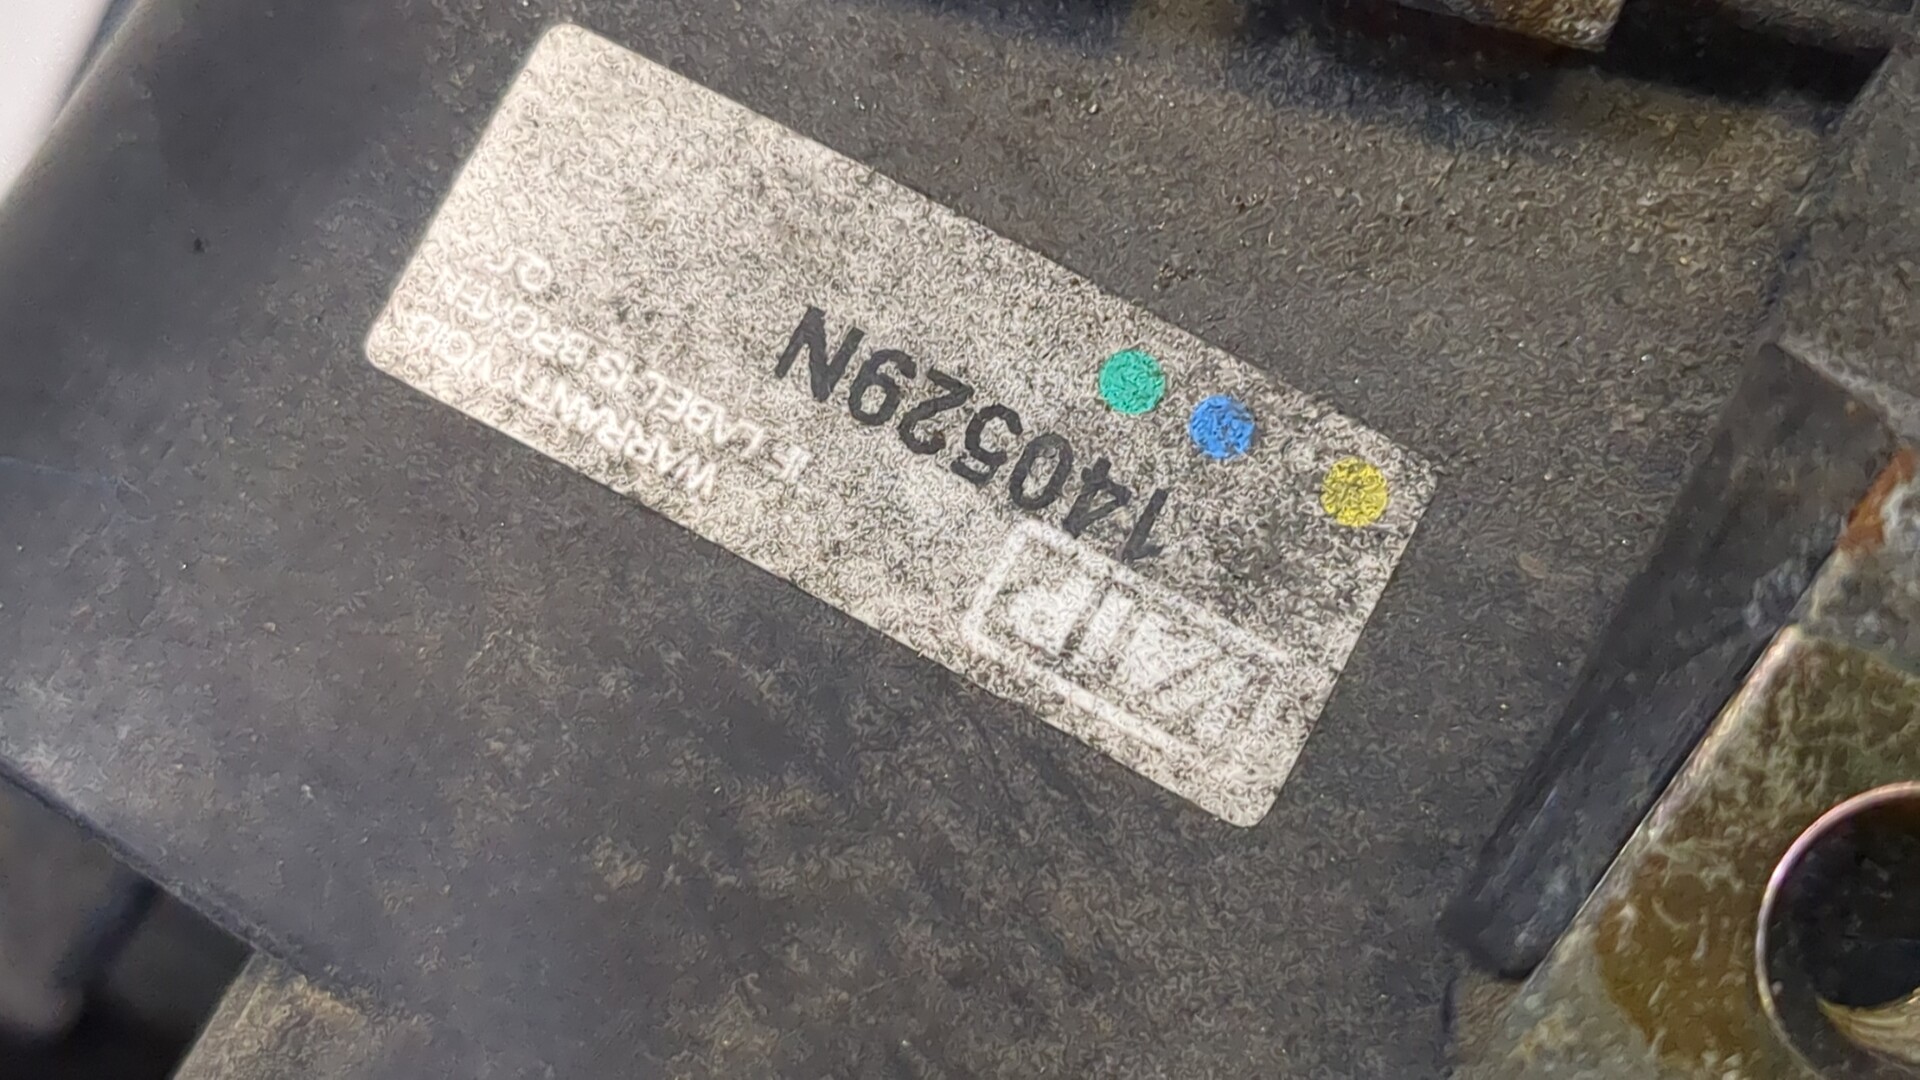 WARRANTY VOID
IF LABEL IS BROKEN
140529N